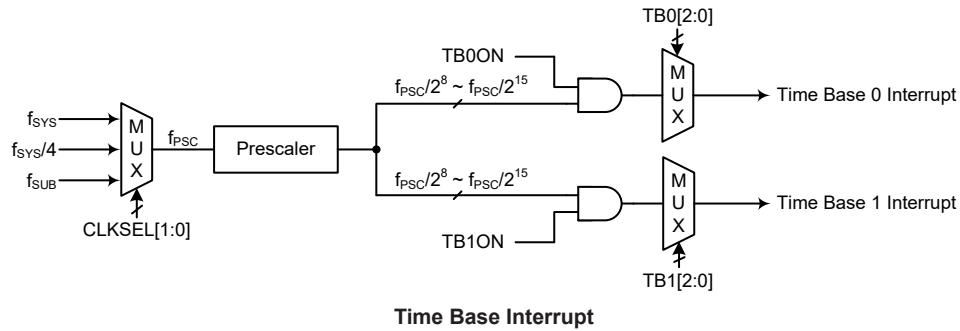 TB0[2:0]
TB0ON
M
U
X
f_PSC/2^8 ~ f_PSC/2^15
Time Base 0 Interrupt
f_SYS
f_SYS/4
f_SUB
M
U
X
f_PSC
Prescaler
CLKSEL[1:0]
f_PSC/2^8 ~ f_PSC/2^15
M
U
X
Time Base 1 Interrupt
TB1ON
TB1[2:0]
Time Base Interrupt